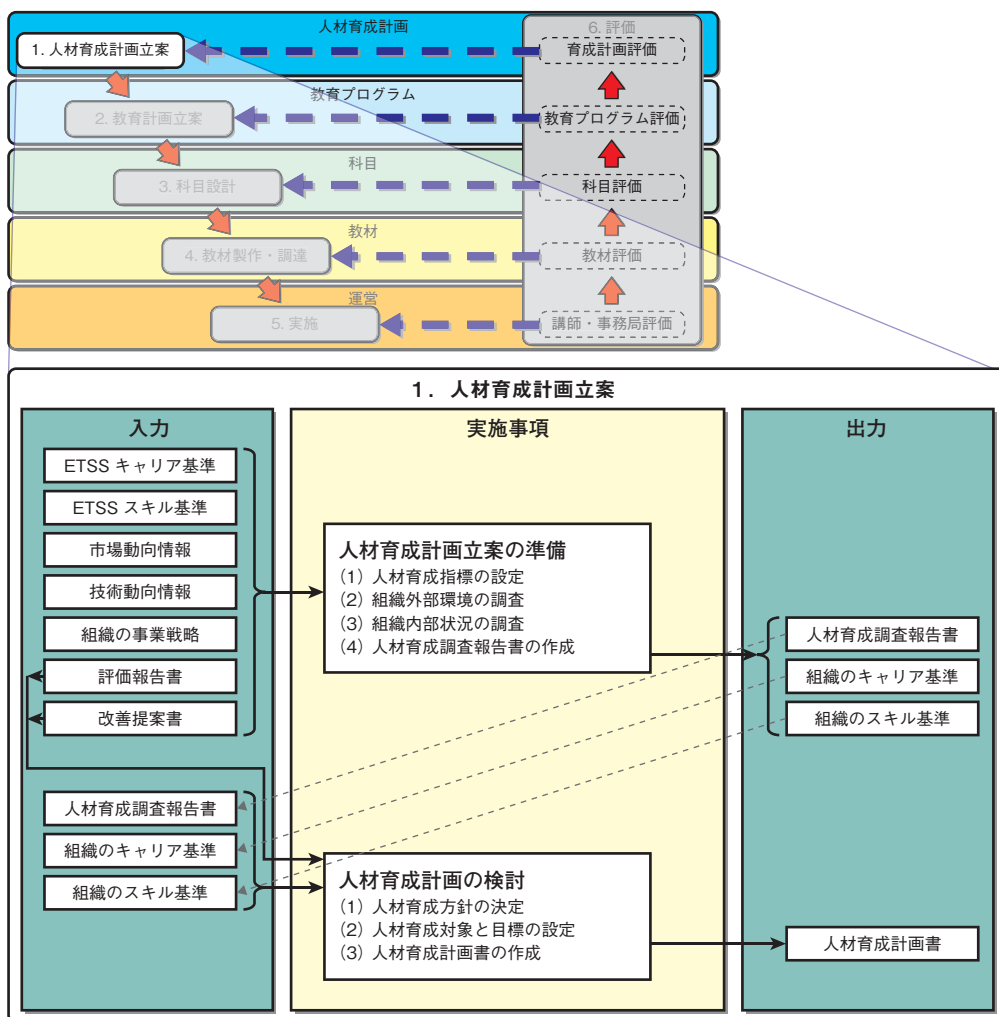 人材育成計画
6. 評価
1. 人材育成計画立案
育成計画評価
教育プログラム
2. 教育計画立案
教育プログラム評価
科目
3. 科目設計
科目評価
教材
4. 教材製作・調達
教材評価
運営
5. 実施
講師・事務局評価
1. 人材育成計画立案
入力
ETSS キャリア基準
ETSS スキル基準
市場動向情報
技術動向情報
組織の事業戦略
評価報告書
改善提案書
人材育成調査報告書
組織のキャリア基準
組織のスキル基準
実施事項
人材育成計画立案の準備
(1) 人材育成指標の設定
(2) 組織外部環境の調査
(3) 組織内部状況の調査
(4) 人材育成調査報告書の作成
人材育成計画の検討
(1) 人材育成方針の決定
(2) 人材育成対象と目標の設定
(3) 人材育成計画書の作成
出力
人材育成調査報告書
組織のキャリア基準
組織のスキル基準
人材育成計画書